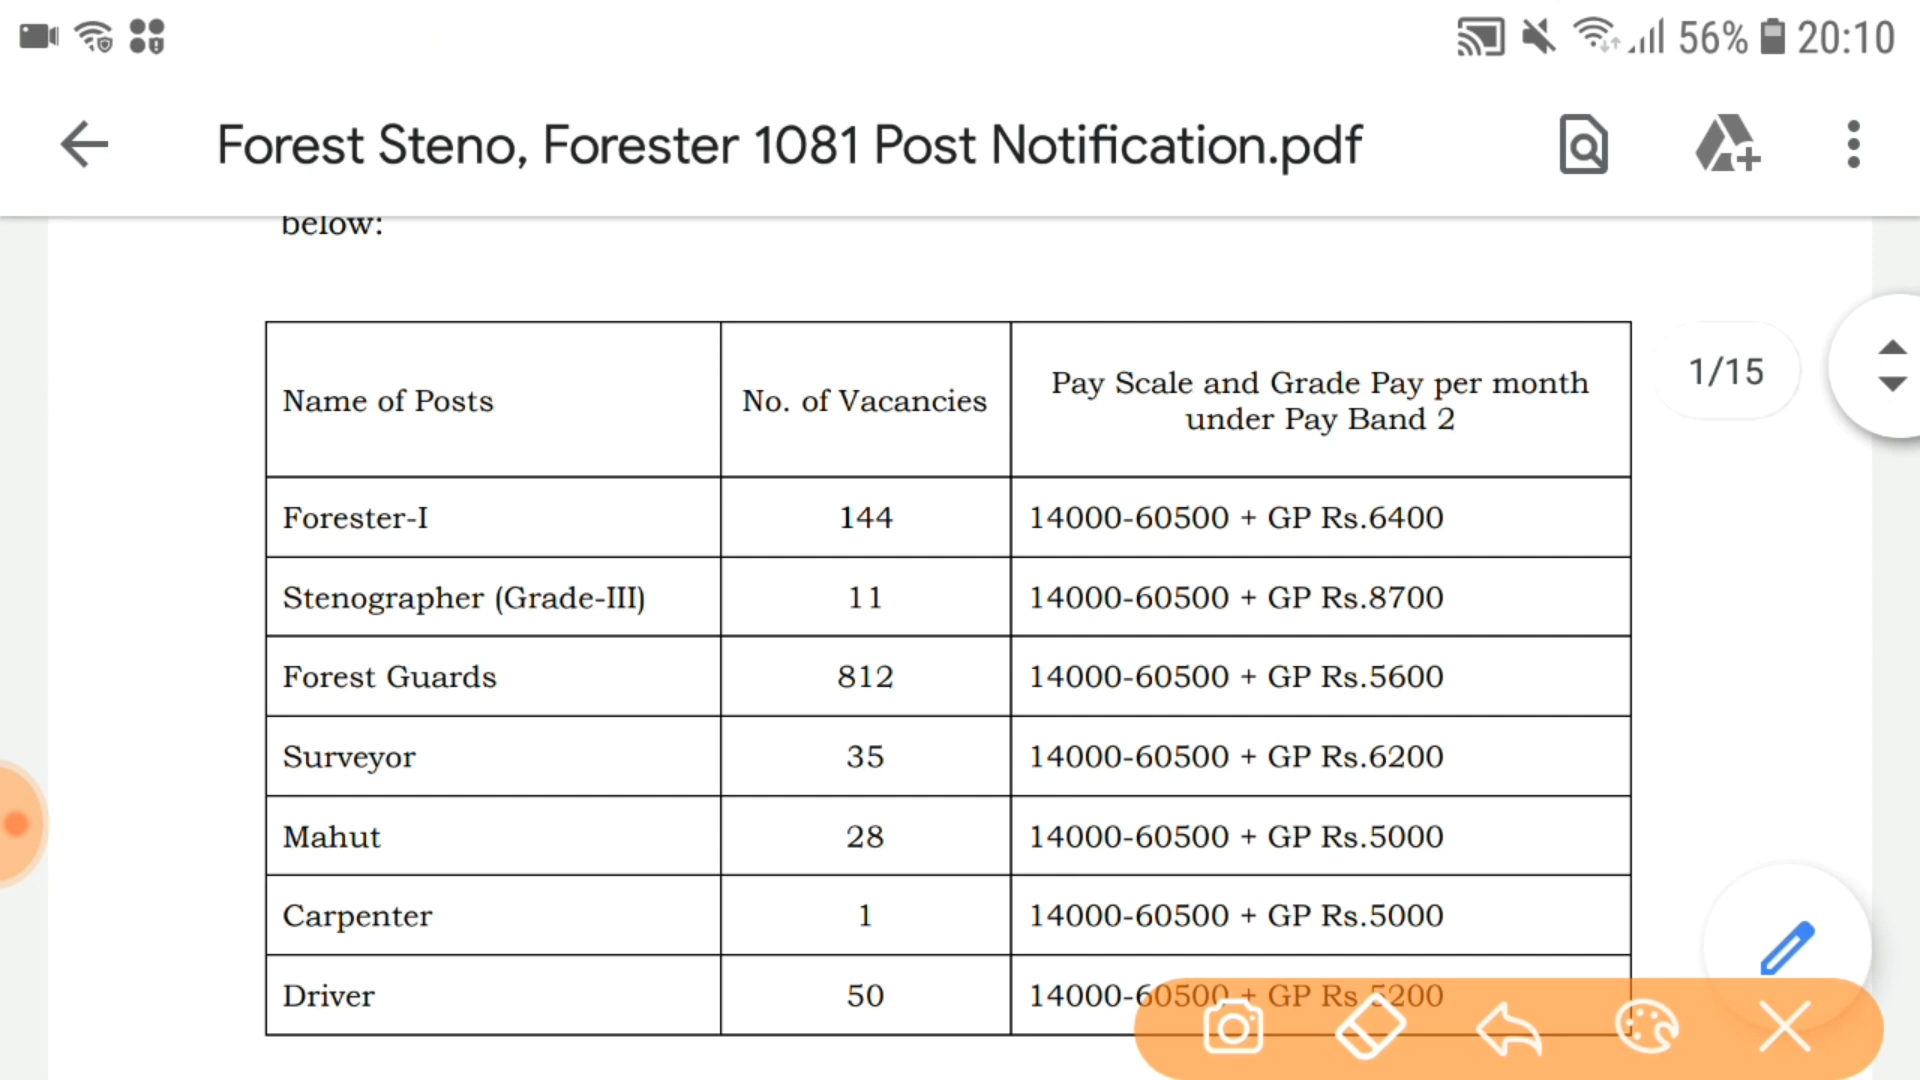 56% 20:10
Forest Steno, Forester 1081 Post Notification.pdf
below:
1/15
Name of Posts No. of Vacancies Pay Scale and Grade Pay per month under Pay Band 2
Forester-I 144 14000-60500 + GP Rs.6400
Stenographer (Grade-III) 11 14000-60500 + GP Rs.8700
Forest Guards 812 14000-60500 + GP Rs.5600
Surveyor 35 14000-60500 + GP Rs.6200
Mahut 28 14000-60500 + GP Rs.5000
Carpenter 1 14000-60500 + GP Rs.5000
Driver 50 14000-60500 + GP Rs.5200